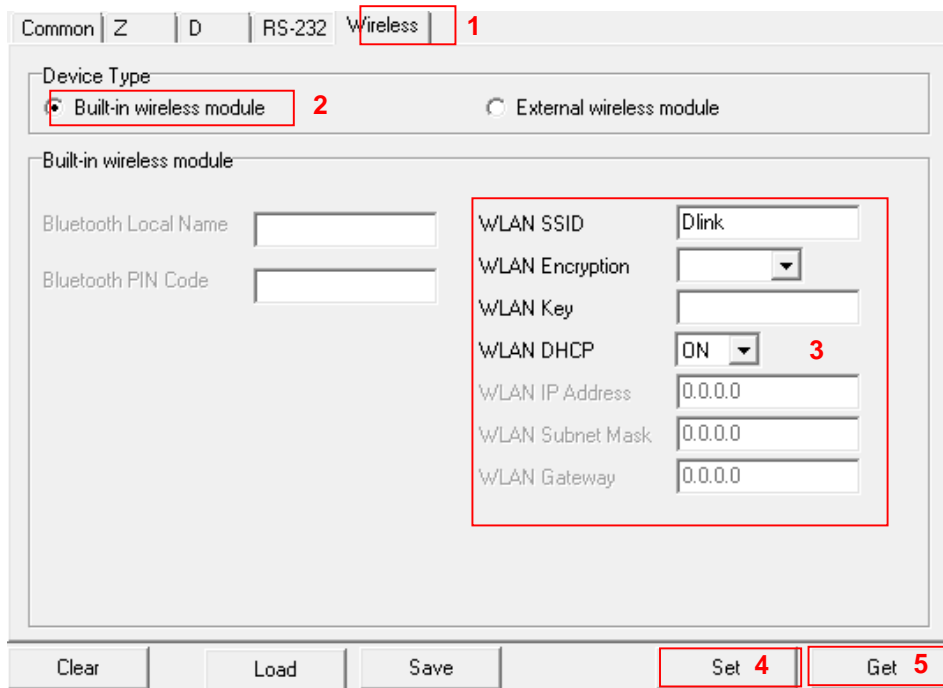 Common Z D RS-232 Wireless 1
Device Type
Built-in wireless module 2 External wireless module
Built-in wireless module
Bluetooth Local Name
Bluetooth PIN Code
WLAN SSID Dlink
WLAN Encryption
WLAN Key
WLAN DHCP ON 3
WLAN IP Address 0.0.0.0
WLAN Subnet Mask 0.0.0.0
WLAN Gateway 0.0.0.0
Clear Load Save Set 4 Get 5